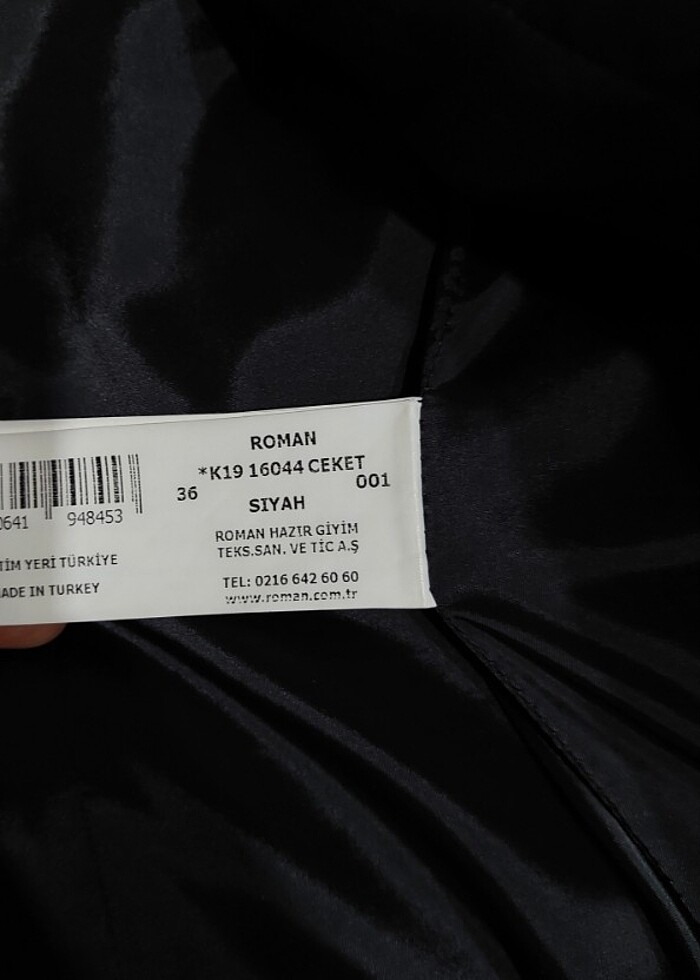 ROMAN
*K19 16044 CEKET
36 001
SIYAH
ROMAN HAZIR GİYİM
TEKS.SAN. VE TİC A.Ş
TEL: 0216 642 60 60
www.roman.com.tr
0641 948453
TİM YERİ TÜRKİYE
ADE IN TURKEY